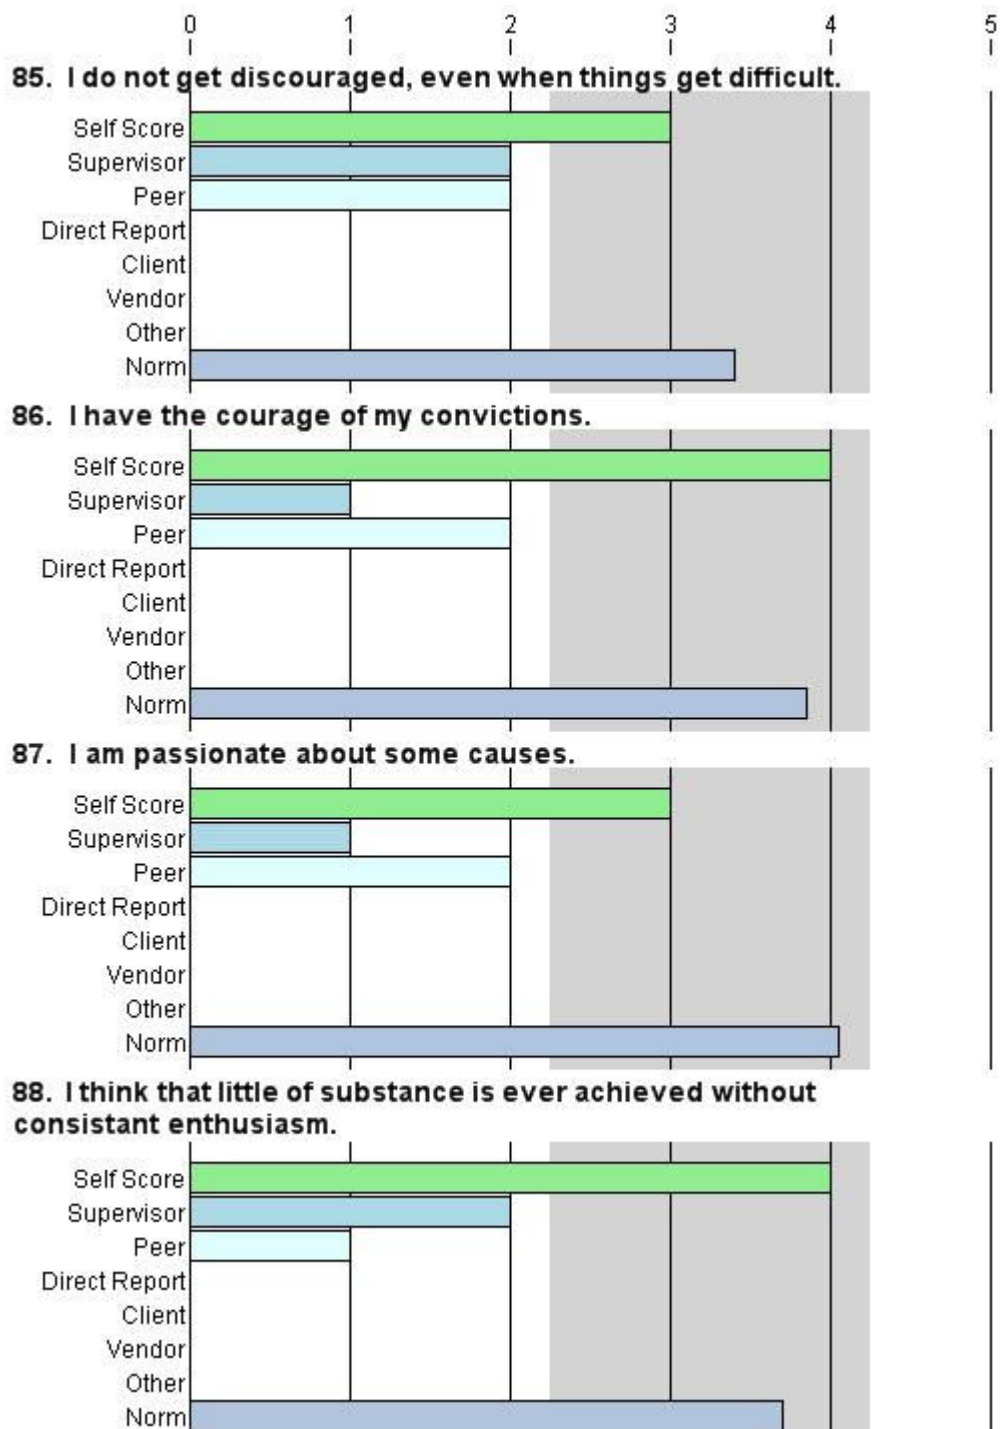 0 1 2 3 4 5
85. I do not get discouraged, even when things get difficult.
Self Score
Supervisor
Peer
Direct Report
Client
Vendor
Other
Norm
86. I have the courage of my convictions.
Self Score
Supervisor
Peer
Direct Report
Client
Vendor
Other
Norm
87. I am passionate about some causes.
Self Score
Supervisor
Peer
Direct Report
Client
Vendor
Other
Norm
88. I think that little of substance is ever achieved without
consistant enthusiasm.
Self Score
Supervisor
Peer
Direct Report
Client
Vendor
Other
Norm